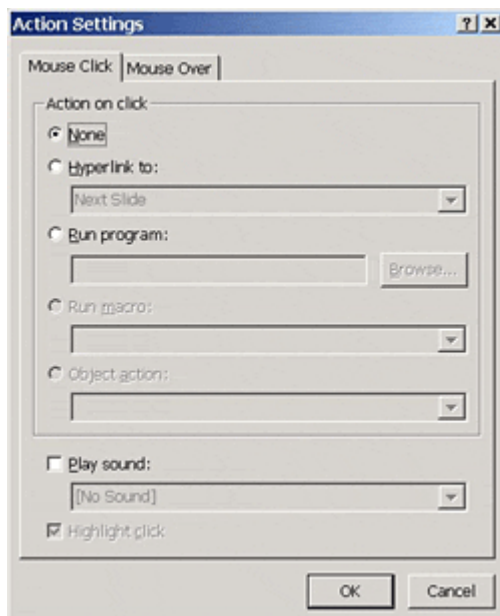 Action Settings
Mouse Click Mouse Over
Action on click
None
Hyperlink to:
Next Slide
Run program:
Browse...
Run macro:
Object action:
Play sound:
[No Sound]
Highlight click
OK Cancel